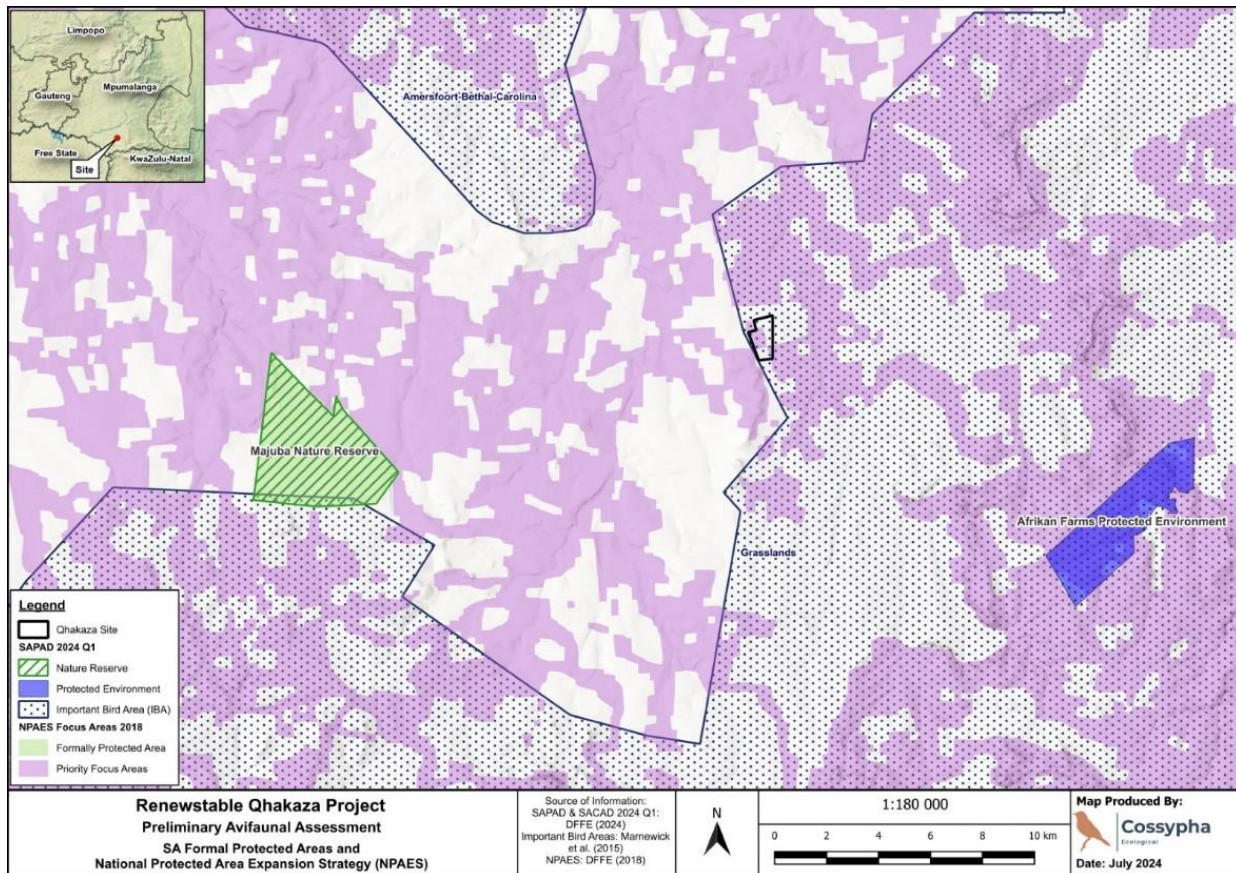 Limpopo
Mpumalanga
Gauteng
Free State
KwaZulu-Natal
Site
Amersfoort-Bethal-Carolina
Majuba Nature Reserve
Afrikan Farms Protected Environment
Grasslands
Legend
Qhakaza Site
SAPAD 2024 Q1
Nature Reserve
Protected Environment
Important Bird Area (IBA)
NPAES Focus Areas 2018
Formally Protected Area
Priority Focus Areas
Renewstable Qhakaza Project
Preliminary Avifaunal Assessment
SA Formal Protected Areas and
National Protected Area Expansion Strategy (NPAES)
Source of Information:
SAPAD & SACAD 2024 Q1:
DFFE (2024)
Important Bird Areas: Marnewick
et al. (2015)
NPAES: DFFE (2018)
N
1:180 000
0 2 4 6 8 10 km
Map Produced By:
Cossypha
Ecological
Date: July 2024